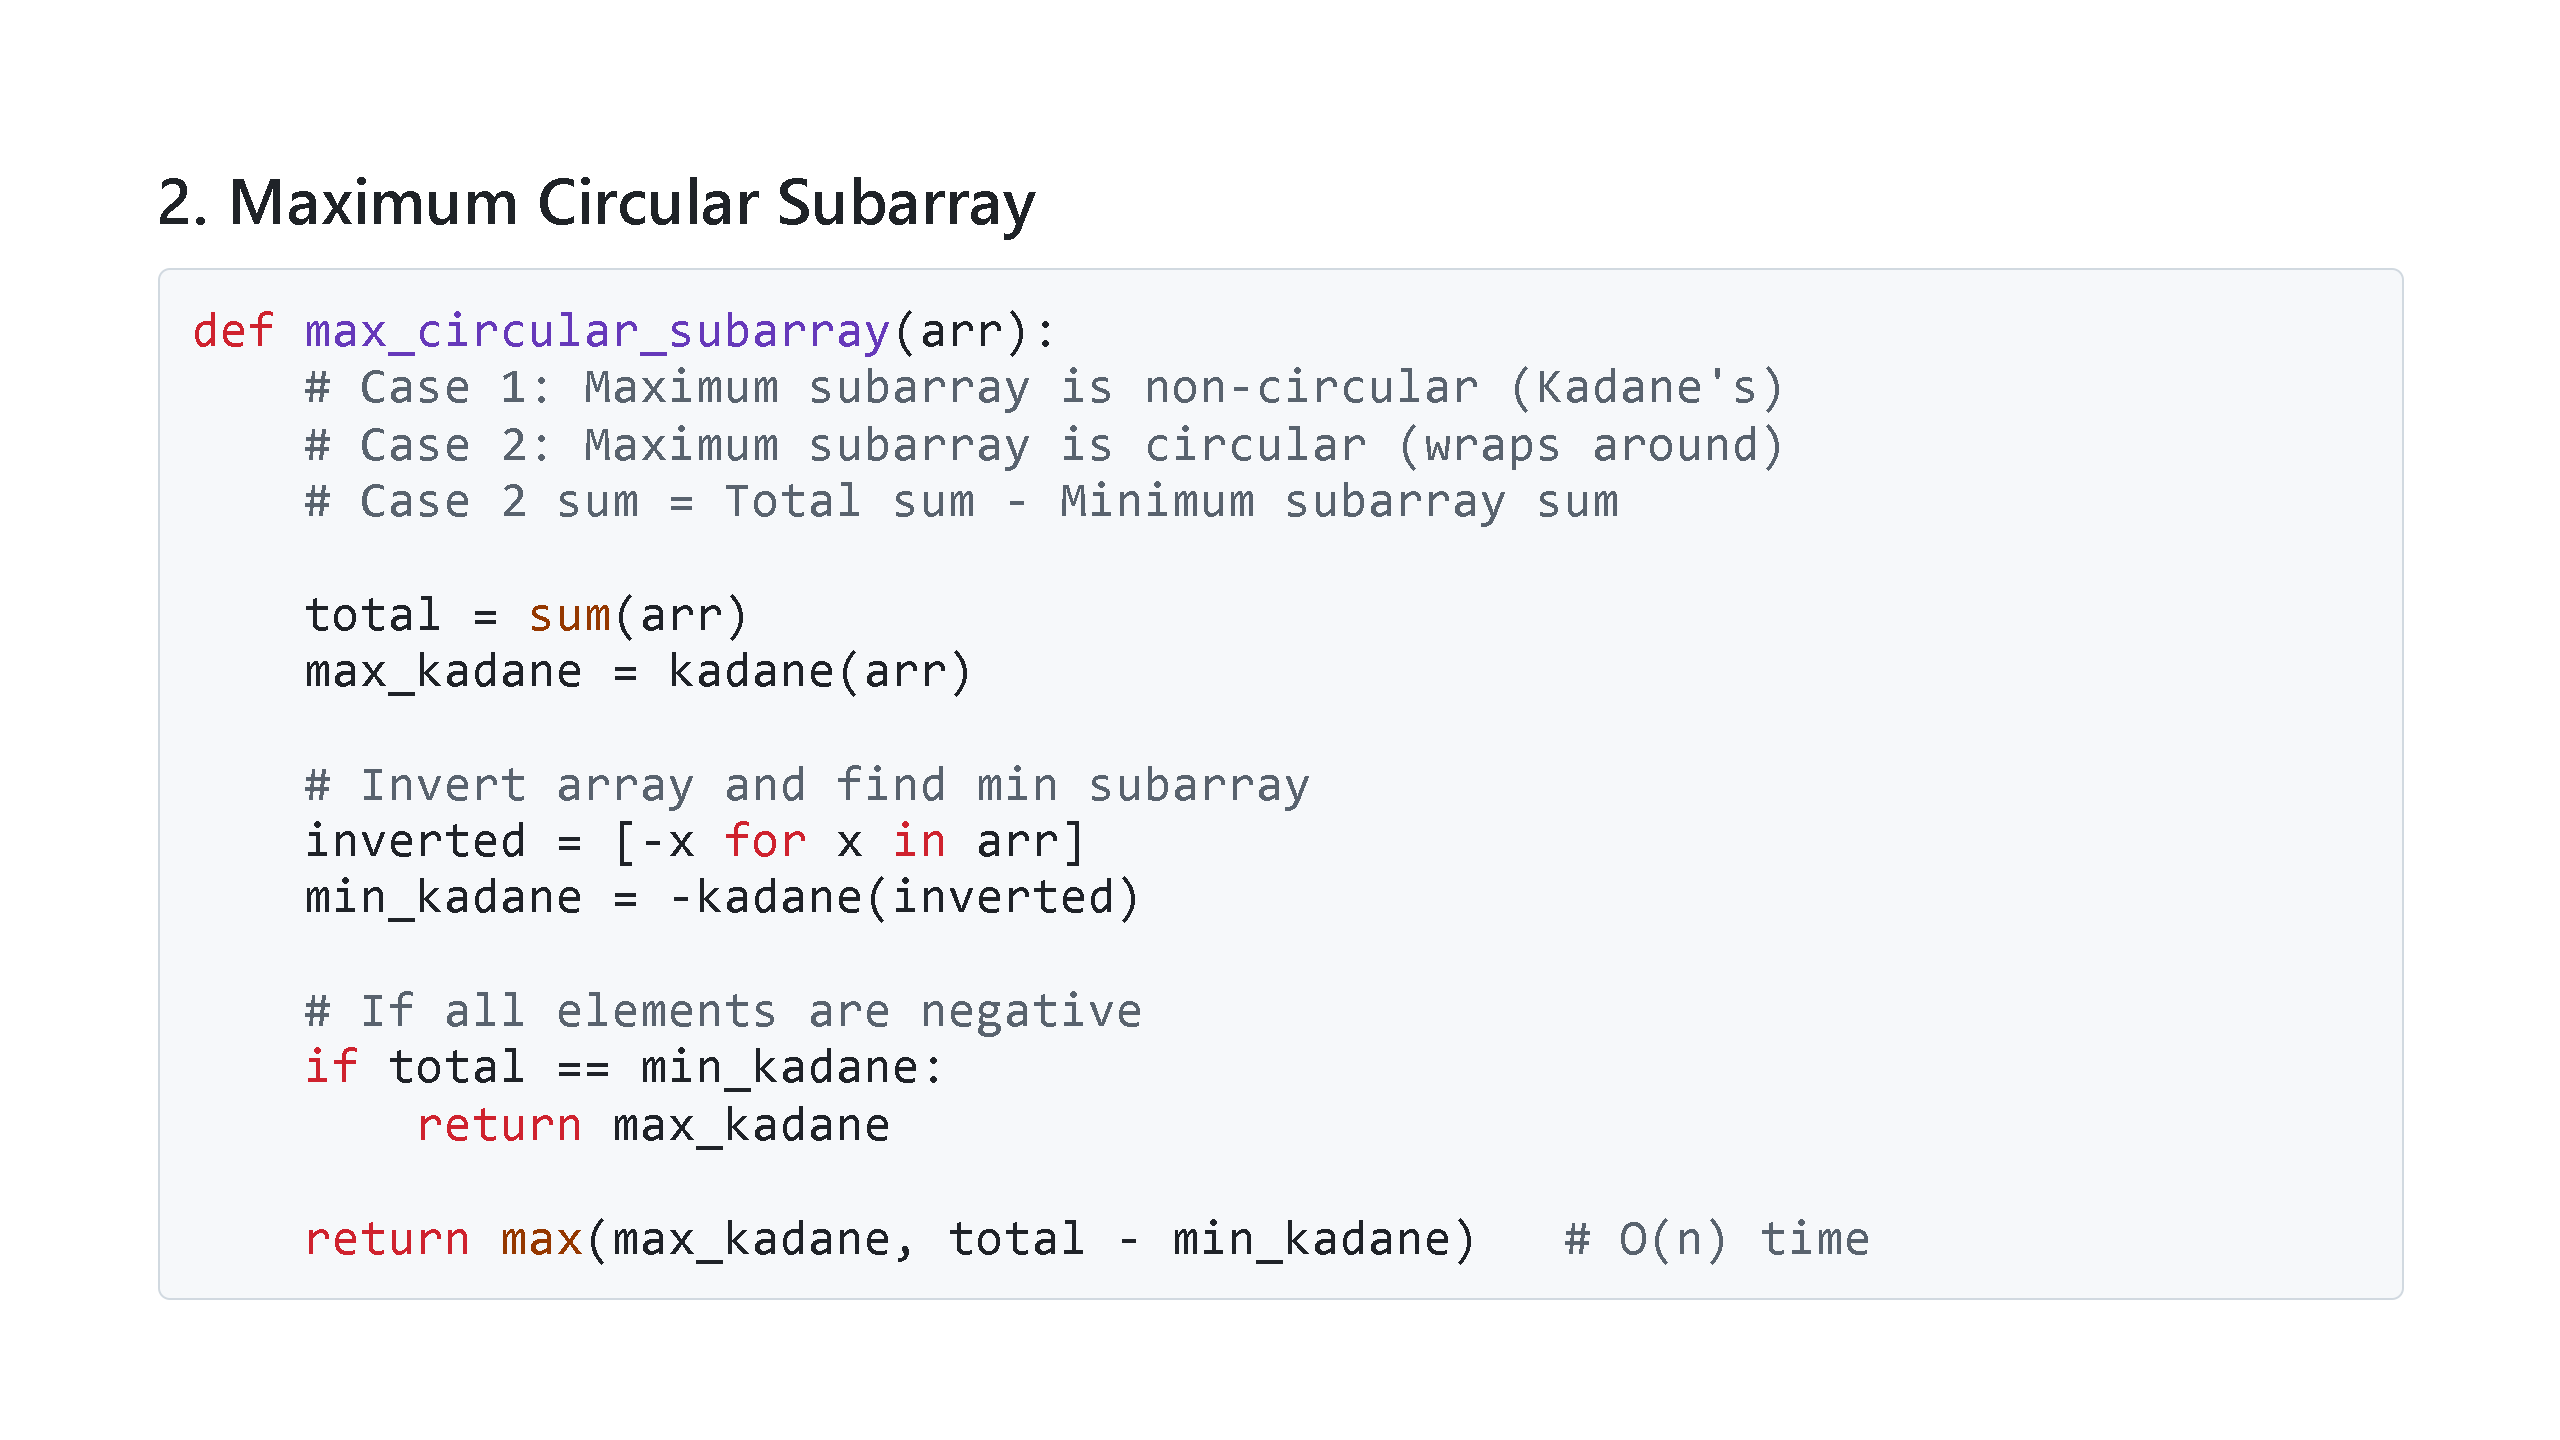 2. Maximum Circular Subarray
def max_circular_subarray(arr):
    # Case 1: Maximum subarray is non-circular (Kadane's)
    # Case 2: Maximum subarray is circular (wraps around)
    # Case 2 sum = Total sum - Minimum subarray sum

    total = sum(arr)
    max_kadane = kadane(arr)

    # Invert array and find min subarray
    inverted = [-x for x in arr]
    min_kadane = -kadane(inverted)

    # If all elements are negative
    if total == min_kadane:
        return max_kadane

    return max(max_kadane, total - min_kadane)   # O(n) time